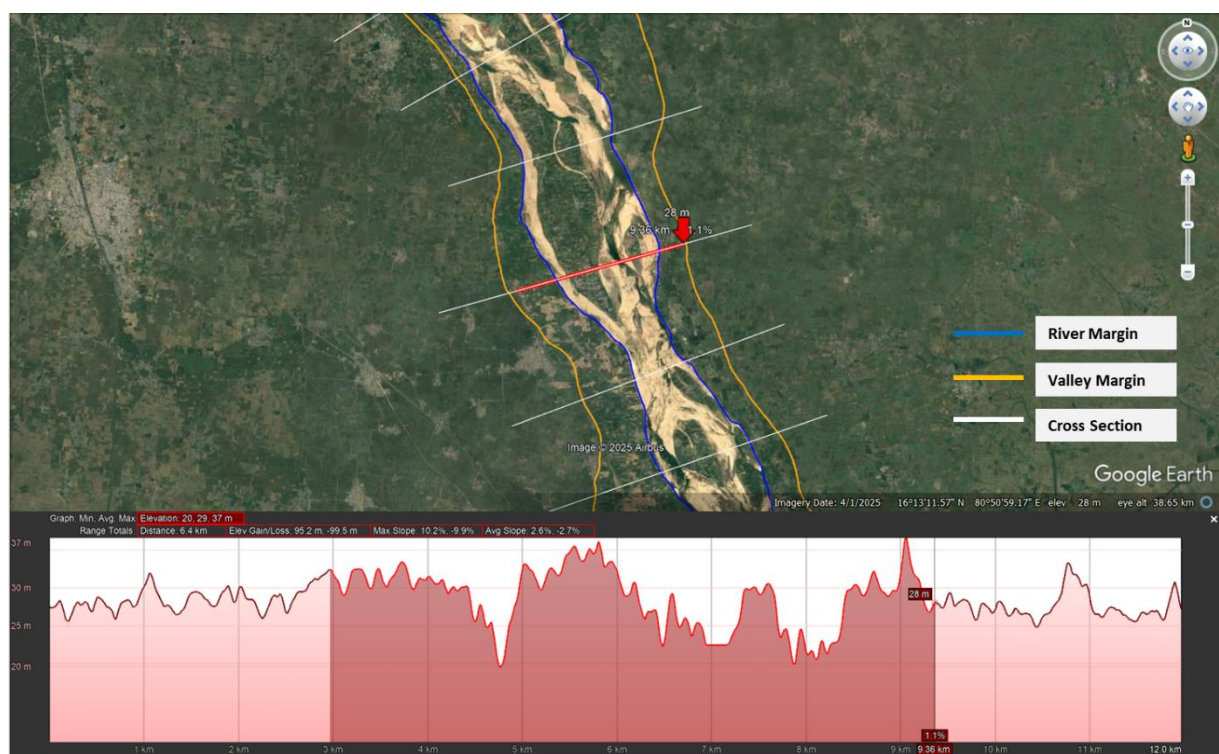 N
28 m
9.36 km 1.1%
River Margin
Valley Margin
Cross Section
Image © 2025 Airbus
Google Earth
Imagery Date: 4/1/2025 16°13'11.57" N 80°50'59.17" E elev 28 m eye alt 38.65 km
Graph: Min, Avg, Max Elevation: 20, 29, 37 m
Range Totals: Distance: 6.4 km Elev Gain/Loss: 95.2 m, -99.5 m Max Slope: 10.2%, -9.9% Avg Slope: 2.6%, -2.7%
37 m
30 m
28 m
25 m
20 m
1.1%
1 km 2 km 3 km 4 km 5 km 6 km 7 km 8 km 9 km 9.36 km 10 km 11 km 12.0 km